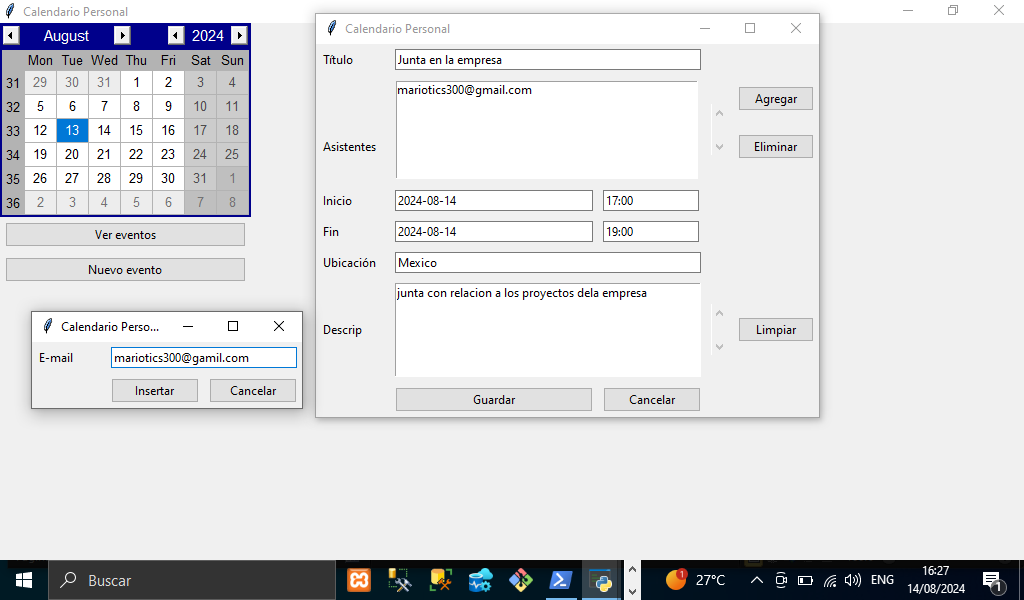 Calendario Personal
August 2024
Mon Tue Wed Thu Fri Sat Sun
31 29 30 31 1 2 3 4
32 5 6 7 8 9 10 11
33 12 13 14 15 16 17 18
34 19 20 21 22 23 24 25
35 26 27 28 29 30 31 1
36 2 3 4 5 6 7 8
Ver eventos
Nuevo evento
Calendario Personal
Título Junta en la empresa
mariotics300@gmail.com
Agregar
Asistentes
Eliminar
Inicio 2024-08-14 17:00
Fin 2024-08-14 19:00
Ubicación Mexico
junta con relacion a los proyectos dela empresa
Descrip
Limpiar
Guardar Cancelar
Calendario Perso...
E-mail mariotics300@gamil.com
Insertar Cancelar
Buscar
1
27°C
ENG
16:27
14/08/2024
1